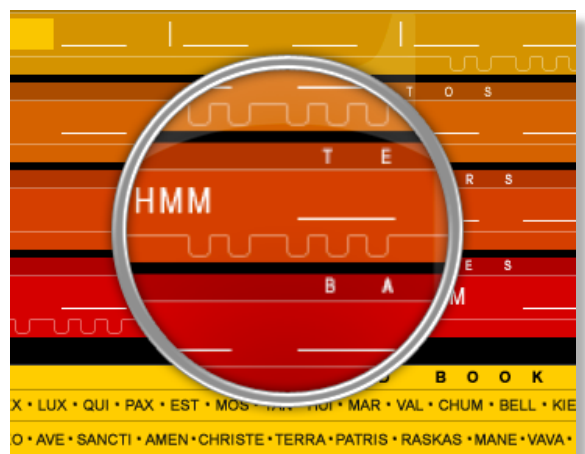 T O S
T E
R S
HMM
B A
E S
M
B O O K
X • LUX • QUI • PAX • EST • MOS • HUI • MAR • VAL • CHUM • BELL • KIE
O • AVE • SANCTI • AMEN • CHRISTE • TERRA • PATRIS • RASKAS • MANE • VAVA •